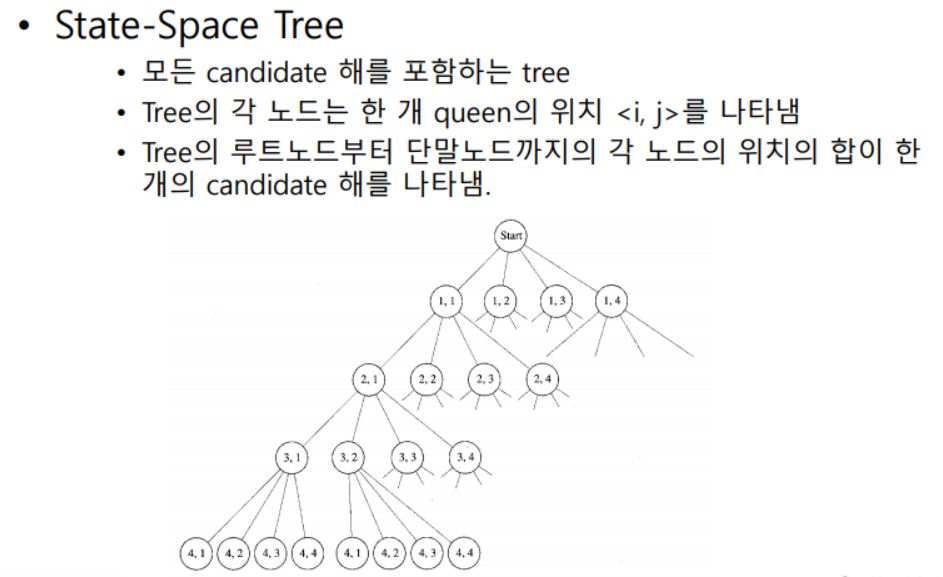 • State-Space Tree
• 모든 candidate 해를 포함하는 tree
• Tree의 각 노드는 한 개 queen의 위치 <i, j>를 나타냄
• Tree의 루트노드부터 단말노드까지의 각 노드의 위치의 합이 한
개의 candidate 해를 나타냄.
Start
1, 1 1, 2 1, 3 1, 4
2, 1 2, 2 2, 3 2, 4
3, 1 3, 2 3, 3 3, 4
4, 1 4, 2 4, 3 4, 4 4, 1 4, 2 4, 3 4, 4